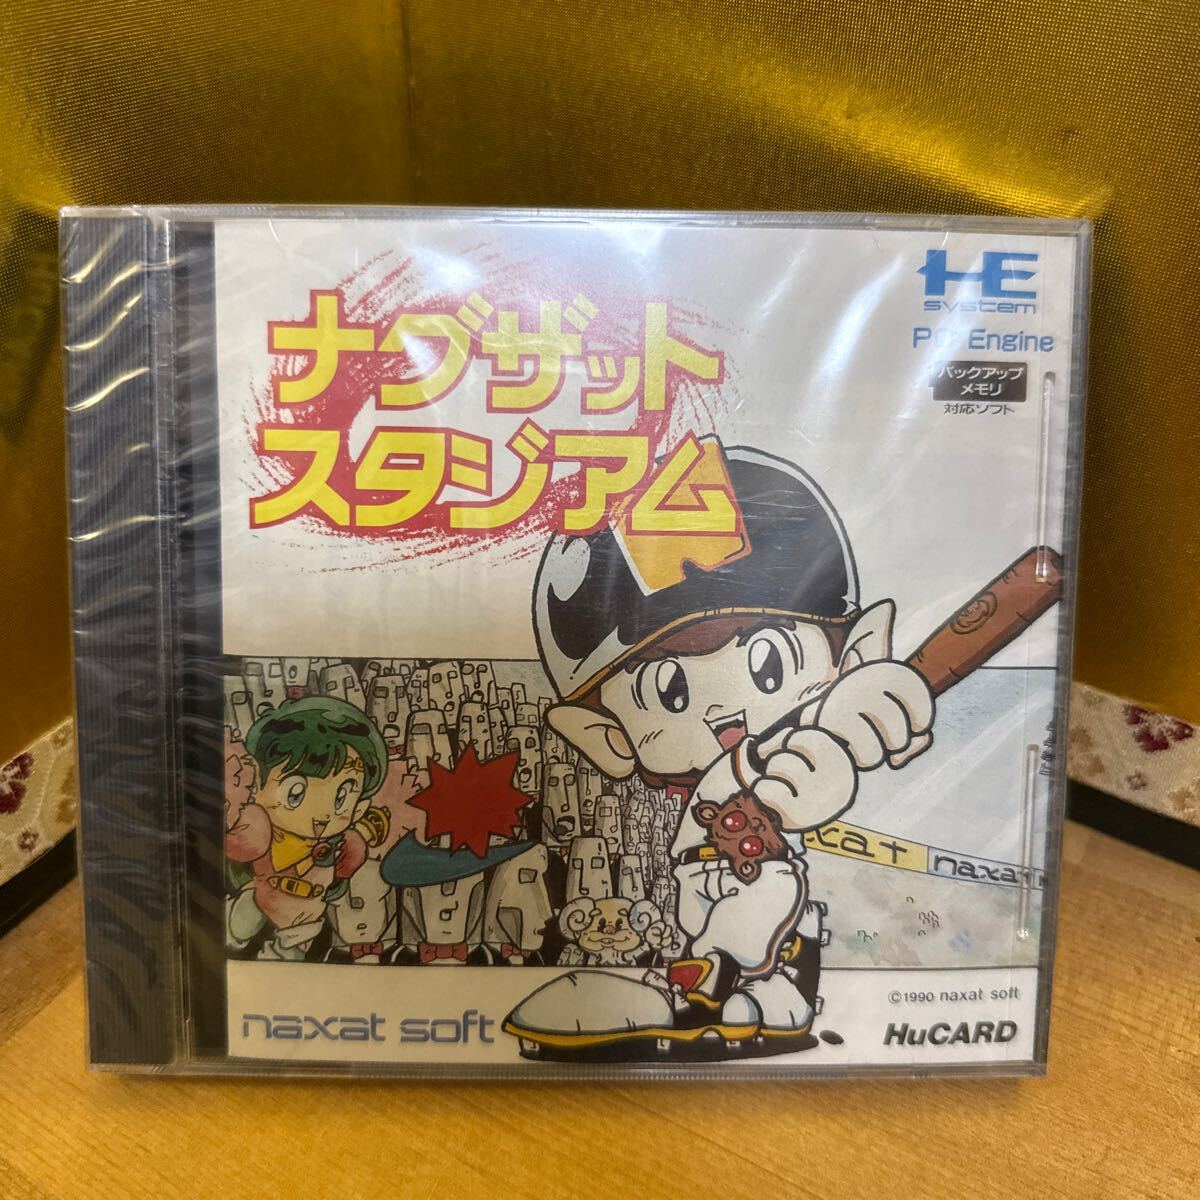 ナグザット
スタジアム
HE
system
PC Engine
バックアップ
メモリ
対応ソフト
xat naxat
©1990 naxat soft
naxat soft
HuCARD